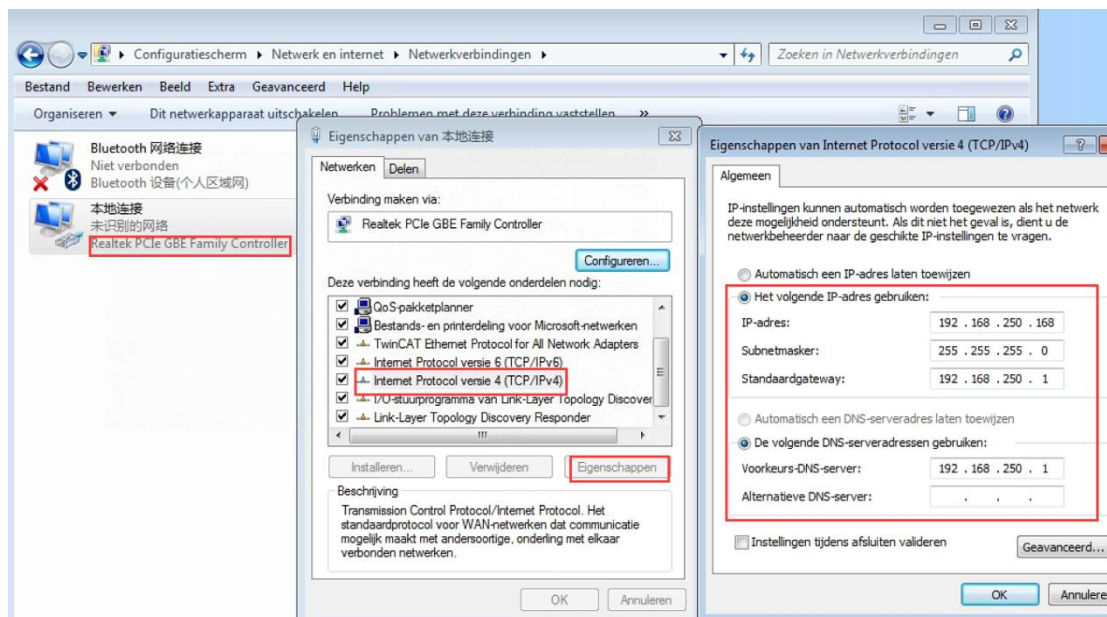 Configuratiescherm ▸ Netwerk en internet ▸ Netwerkverbindingen ▸
Zoeken in Netwerkverbindingen
Bestand Bewerken Beeld Extra Geavanceerd Help
Organiseren Dit netwerkapparaat uitschakelen Problemen met deze verbinding vaststellen »
Bluetooth 网络连接
Niet verbonden
Bluetooth 设备(个人区域网)
本地连接
未识别的网络
Realtek PCIe GBE Family Controller
Eigenschappen van 本地连接
Netwerken Delen
Verbinding maken via:
Realtek PCIe GBE Family Controller
Configureren...
Deze verbinding heeft de volgende onderdelen nodig:
QoS-pakketplanner
Bestands- en printerdeling voor Microsoft-netwerken
TwinCAT Ethernet Protocol for All Network Adapters
Internet Protocol versie 6 (TCP/IPv6)
Internet Protocol versie 4 (TCP/IPv4)
I/O-stuurprogramma van Link-Layer Topology Discover
Link-Layer Topology Discovery Responder
Installeren... Verwijderen Eigenschappen
Beschrijving
Transmission Control Protocol/Internet Protocol. Het
standaardprotocol voor WAN-netwerken dat communicatie
mogelijk maakt met andersoortige, onderling met elkaar
verbonden netwerken.
OK Annuleren
Eigenschappen van Internet Protocol versie 4 (TCP/IPv4)
Algemeen
IP-instellingen kunnen automatisch worden toegewezen als het netwerk
deze mogelijkheid ondersteunt. Als dit niet het geval is, dient u de
netwerkbeheerder naar de geschikte IP-instellingen te vragen.
Automatisch een IP-adres laten toewijzen
Het volgende IP-adres gebruiken:
IP-adres: 192 . 168 . 250 . 168
Subnetmasker: 255 . 255 . 255 . 0
Standaardgateway: 192 . 168 . 250 . 1
Automatisch een DNS-serveradres laten toewijzen
De volgende DNS-serveradressen gebruiken:
Voorkeurs-DNS-server: 192 . 168 . 250 . 1
Alternatieve DNS-server: . . .
Instellingen tijdens afsluiten valideren
Geavanceerd...
OK Annulere